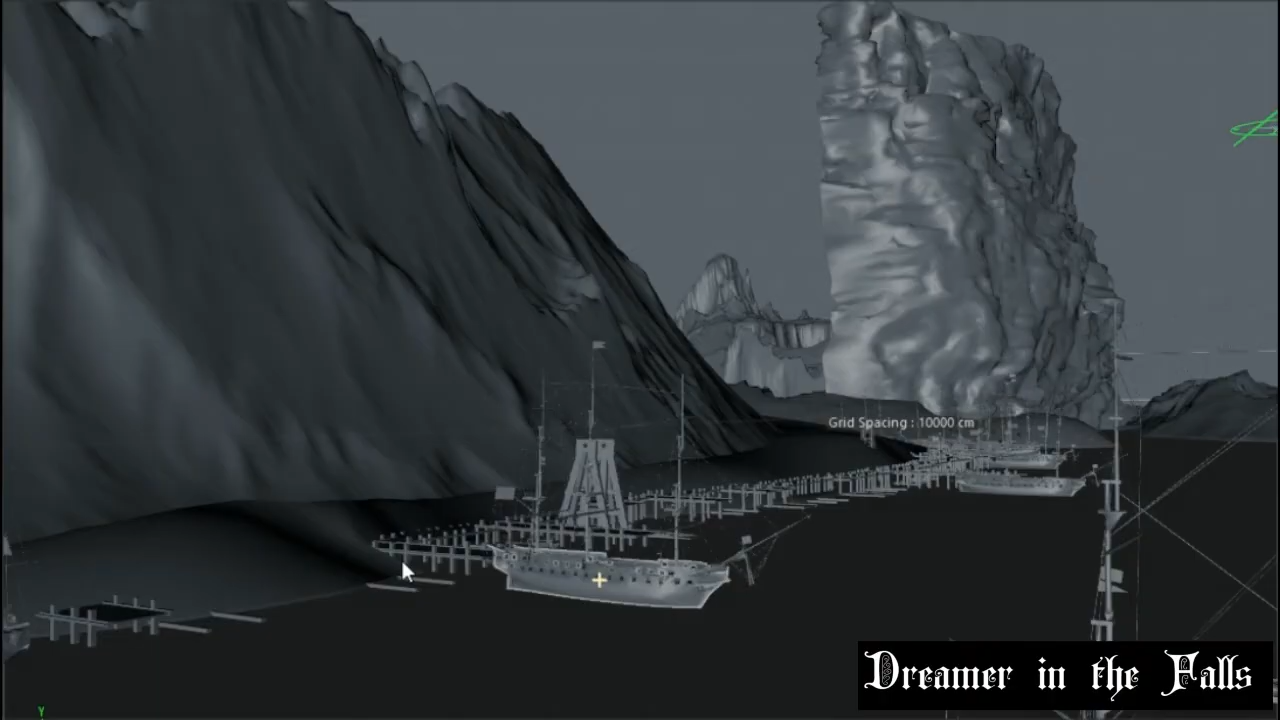 Grid Spacing : 10000 cm
Dreamer in the Falls
Y